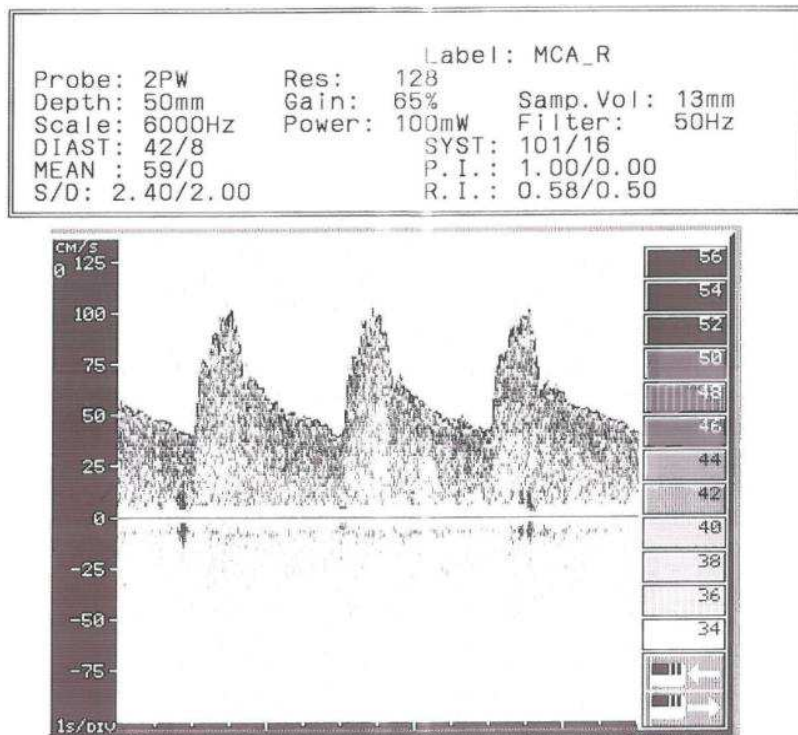 Label: MCA_R
Probe: 2PW Res: 128
Depth: 50mm Gain: 65% Samp.Vol: 13mm
Scale: 6000Hz Power: 100mW Filter: 50Hz
DIAST: 42/8 SYST: 101/16
MEAN : 59/0 P.I.: 1.00/0.00
S/D: 2.40/2.00 R.I.: 0.58/0.50
CM/S
0 125
100
75
50
25
0
-25
-50
-75
1s/DIV
56
54
52
50
48
46
44
42
40
38
36
34